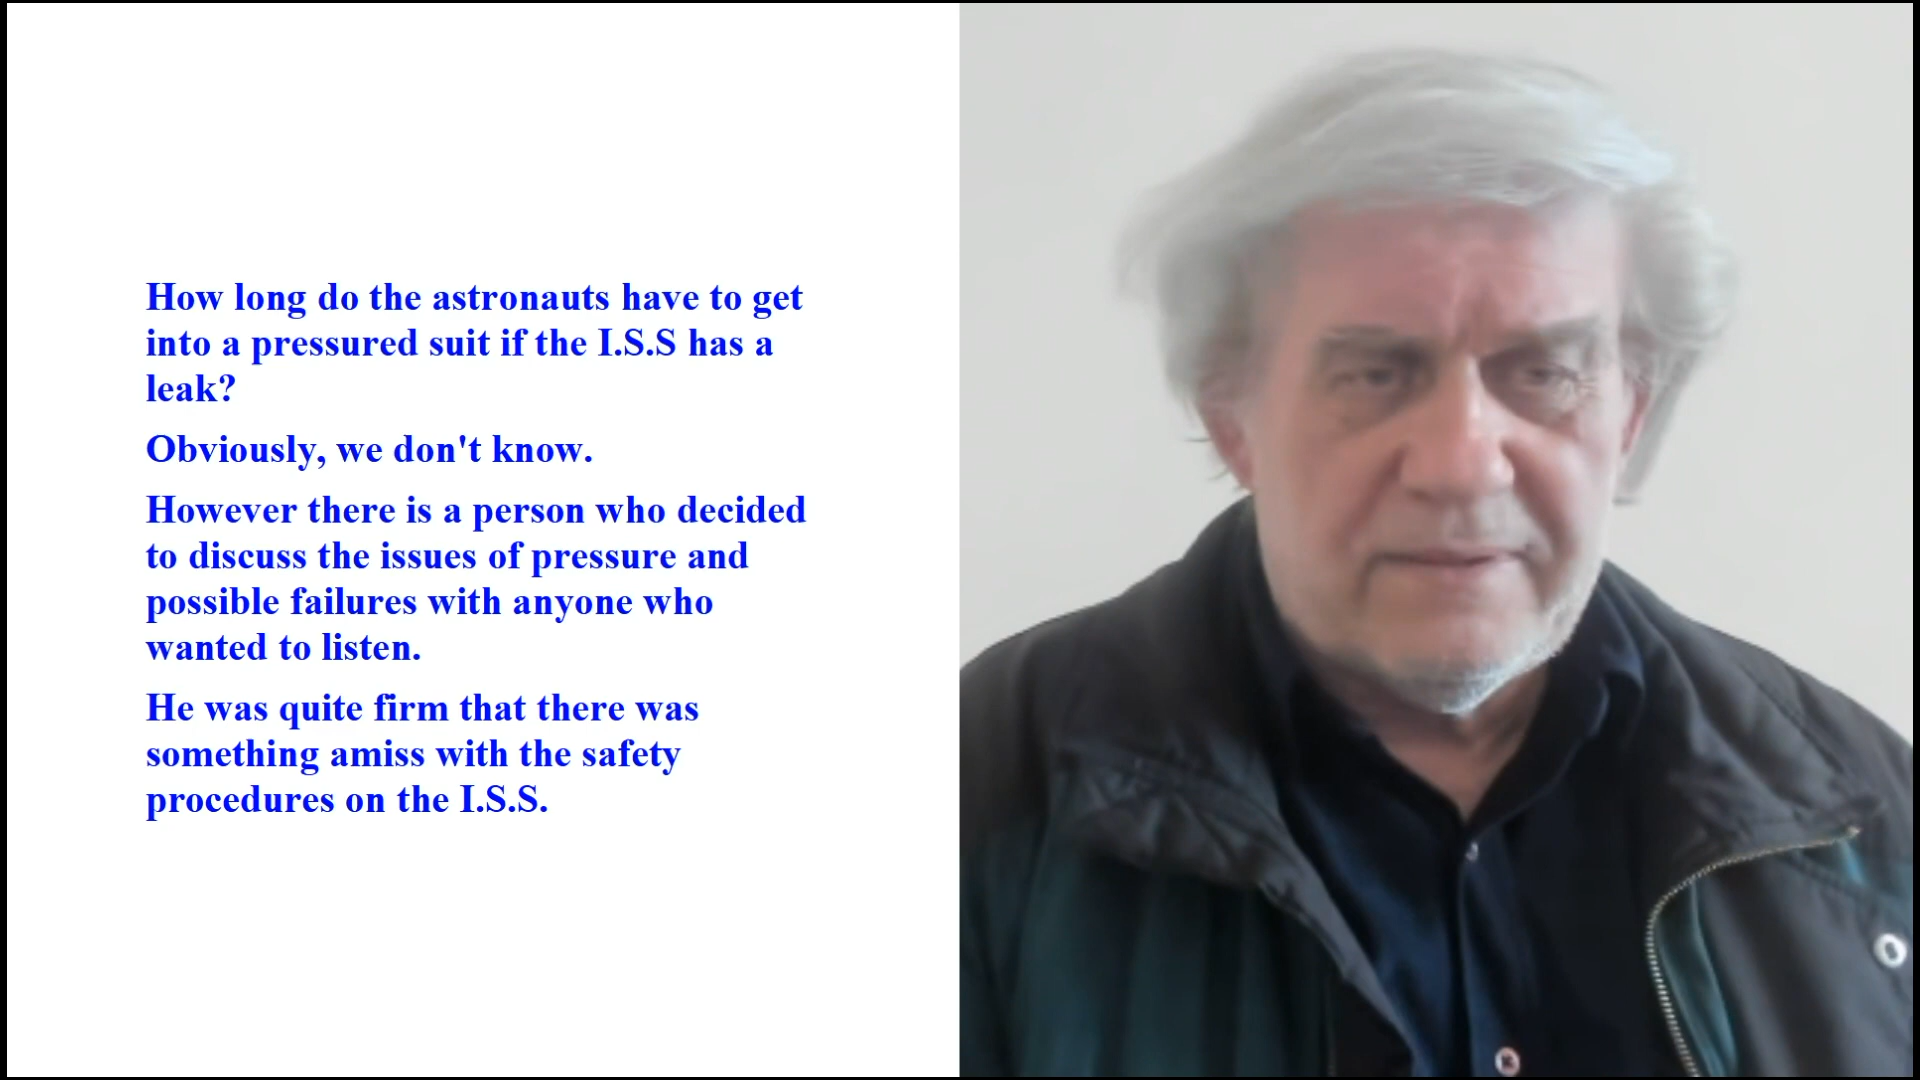 How long do the astronauts have to get
into a pressured suit if the I.S.S has a
leak?
Obviously, we don't know.
However there is a person who decided
to discuss the issues of pressure and
possible failures with anyone who
wanted to listen.
He was quite firm that there was
something amiss with the safety
procedures on the I.S.S.